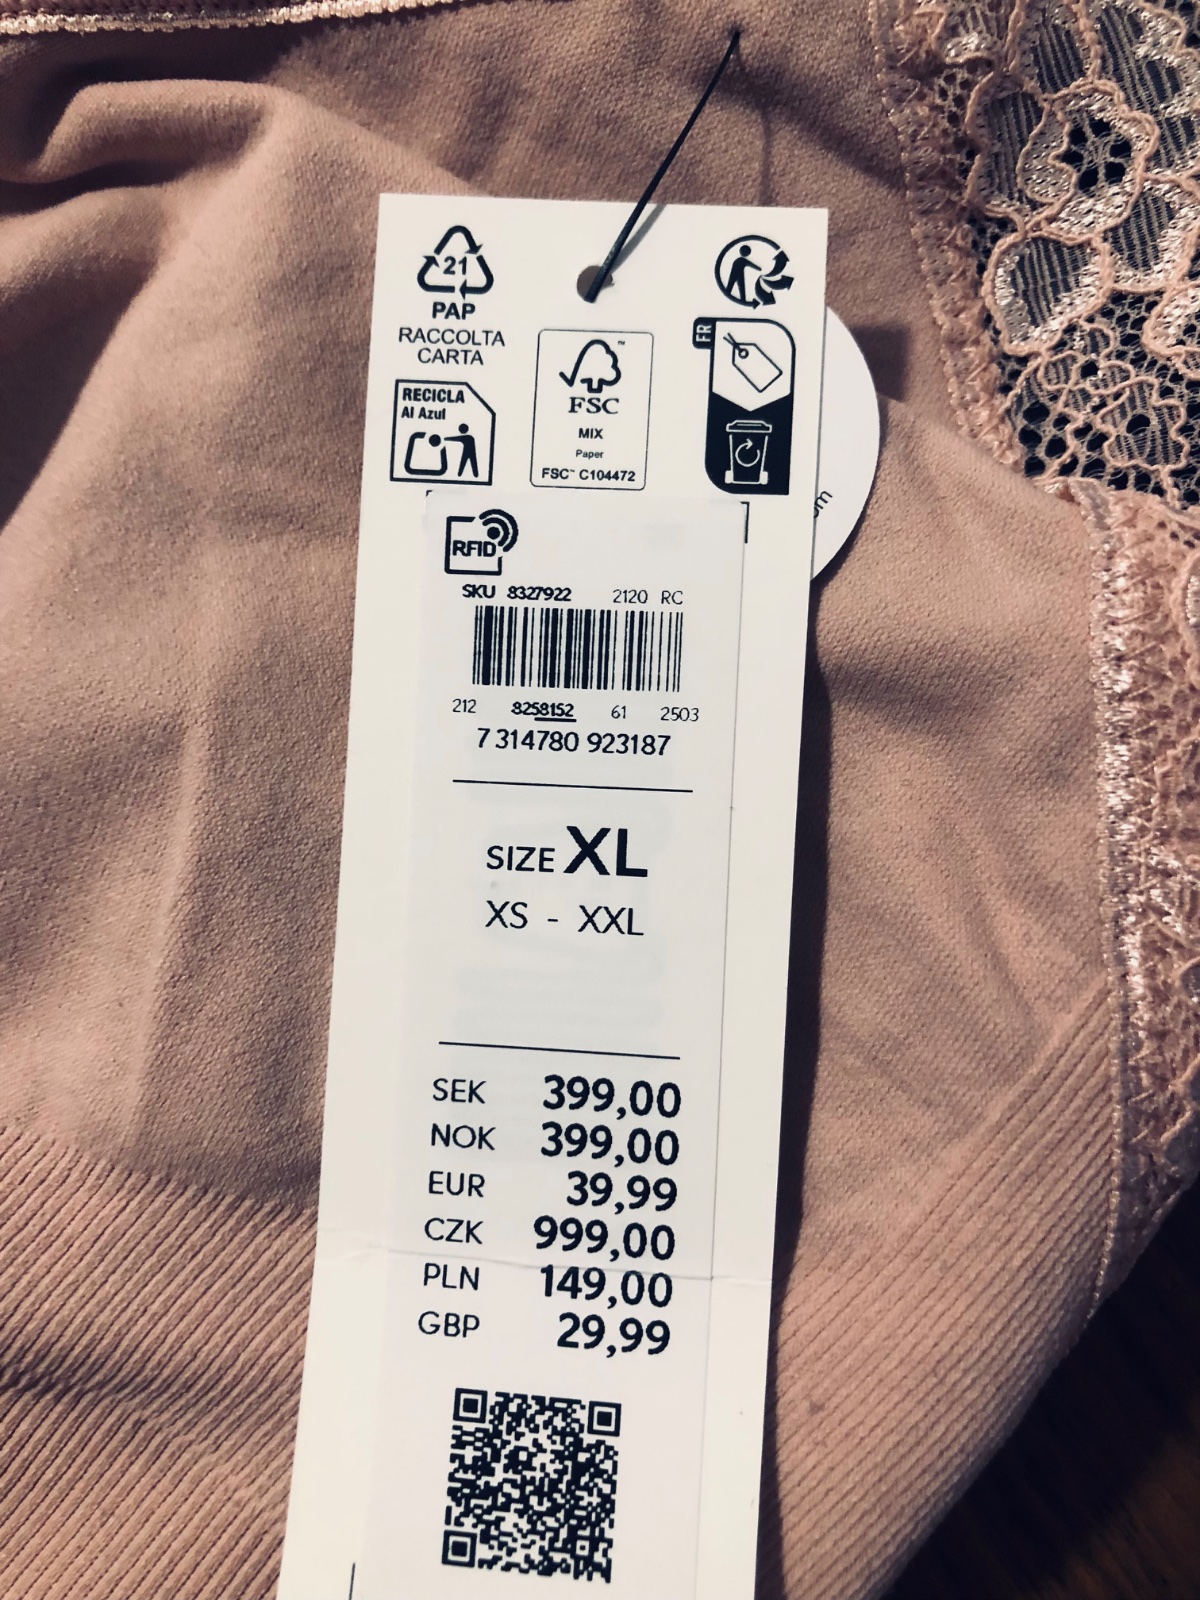 21
PAP
RACCOLTA
CARTA
RECICLA
Al Azul
FSC™
MIX
Paper
FSC™ C104472
FR
RFID
SKU 8327922 2120 RC
212 8258152 61 2503
7 314780 923187
SIZE XL
XS - XXL
SEK 399,00
NOK 399,00
EUR 39,99
CZK 999,00
PLN 149,00
GBP 29,99